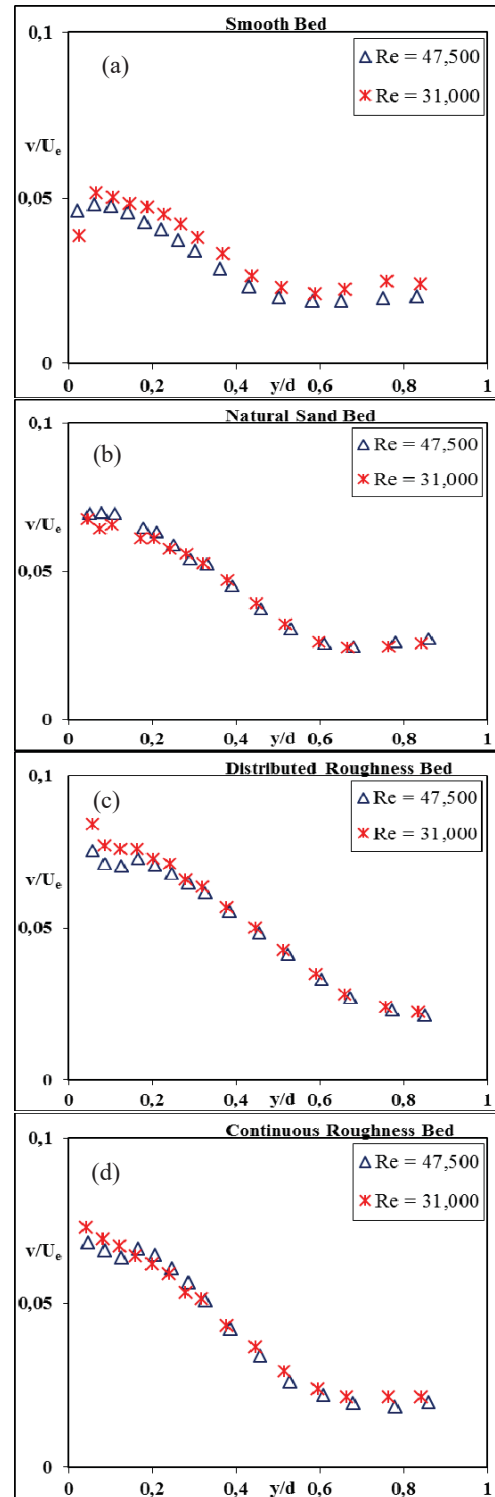 Smooth Bed
0,1
(a)
Re = 47,500
Re = 31,000
v/Ue
0,05
0
0 0,2 0,4 0,6 0,8 1
y/d
Natural Sand Bed
0,1
(b)
Re = 47,500
Re = 31,000
v/Ue
0,05
0
0 0,2 0,4 0,6 0,8 1
y/d
Distributed Roughness Bed
0,1
(c)
Re = 47,500
Re = 31,000
v/Ue
0,05
0
0 0,2 0,4 0,6 0,8 1
y/d
Continuous Roughness Bed
0,1
(d)
Re = 47,500
Re = 31,000
v/Ue
0,05
0
0 0,2 0,4 0,6 0,8 1
y/d